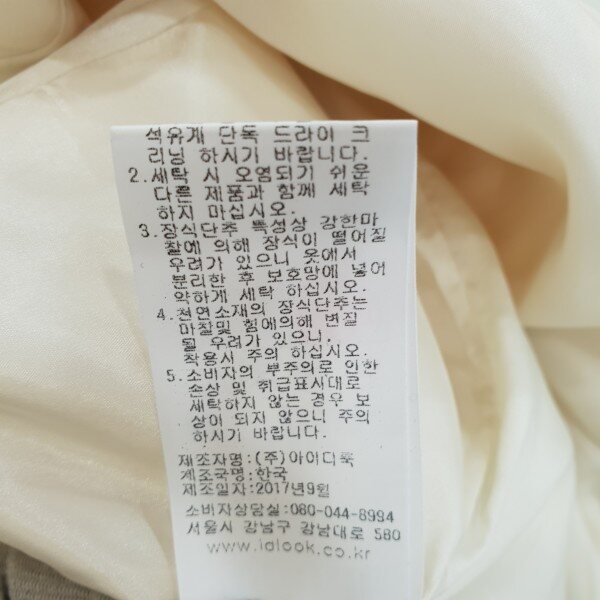 석유계 단독 드라이 크
리닝 하시기 바랍니다.
2.세탁 시 오염되기 쉬운
다른 제품과 함께 세탁
하지 마십시오.
3.장식단추 특성상 강한마
찰에 의해 장식이 떨어질
우려가 있으니 옷에서
분리한 후 보호망에 넣어
약하게 세탁 하십시오.
4.천연소재의 장식단추는
마찰및 힘에의해 변질
될 우려가 있으니.
착용시 주의 하십시오.
5.소비자의 부주의로 인한
손상 및 취급표시대로
세탁하지 않는 경우 보
상이 되지 않으니 주의
하시기 바랍니다.
제조자명:(주)아이디룩
제조국명:한국
제조일자:2017년9월
소비자상담실:080-044-8994
서울시 강남구 강남대로 580
www.idlook.co.kr